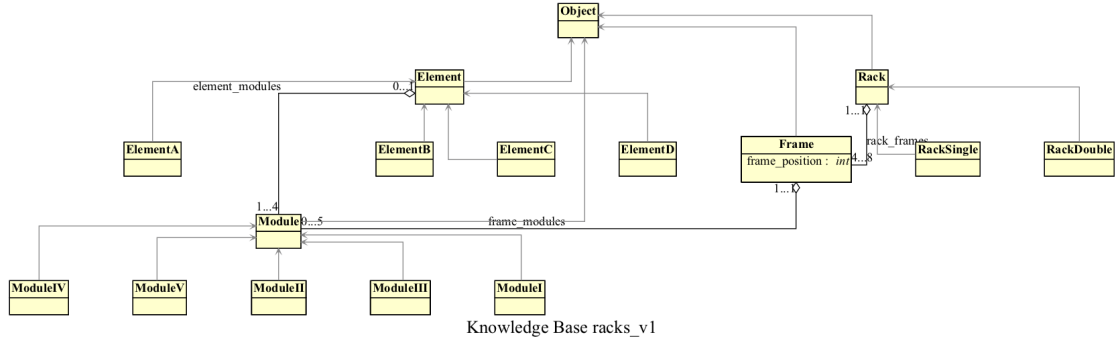 Object
Element
Rack
element_modules
0...1
1...1
ElementA
ElementB
ElementC
ElementD
Frame
frame_position : int
4...8
rack_frames
RackSingle
RackDouble
1...1
1...4
Module
0...5
frame_modules
ModuleIV
ModuleV
ModuleII
ModuleIII
ModuleI
Knowledge Base racks_v1